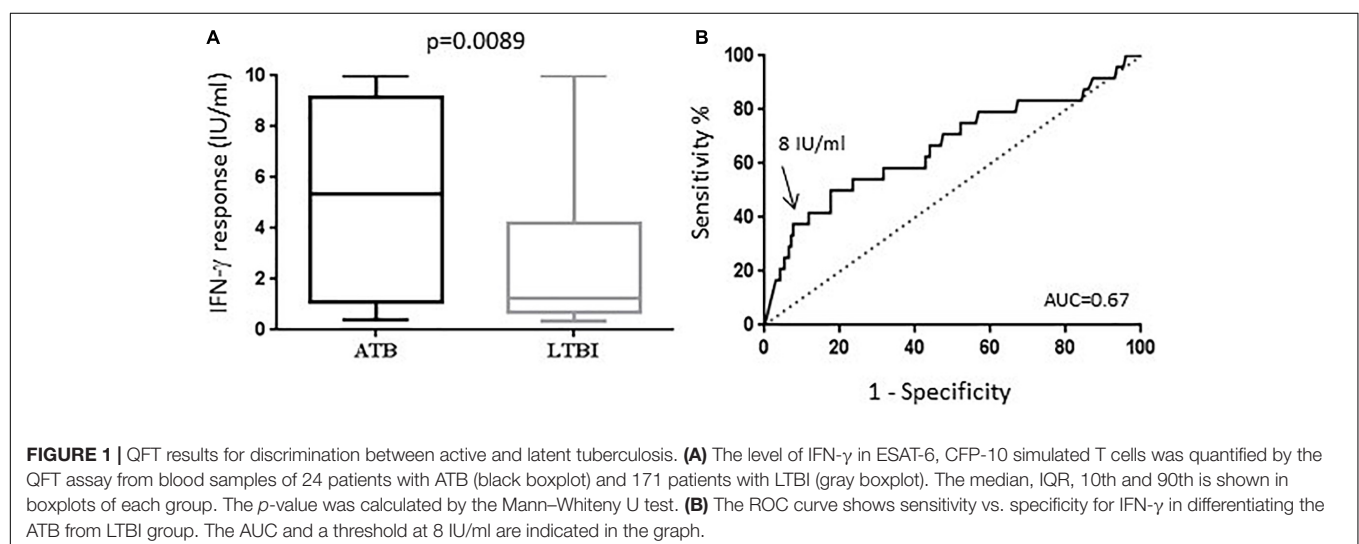 A
p=0.0089
IFN-γ response (IU/ml)
10
8
6
4
2
0
ATB
LTBI
B
100
80
60
40
20
0
Sensitivity %
8 IU/ml
AUC=0.67
0 20 40 60 80 100
1 - Specificity
FIGURE 1 | QFT results for discrimination between active and latent tuberculosis. (A) The level of IFN-γ in ESAT-6, CFP-10 simulated T cells was quantified by the
QFT assay from blood samples of 24 patients with ATB (black boxplot) and 171 patients with LTBI (gray boxplot). The median, IQR, 10th and 90th is shown in
boxplots of each group. The p-value was calculated by the Mann–Whiteny U test. (B) The ROC curve shows sensitivity vs. specificity for IFN-γ in differentiating the
ATB from LTBI group. The AUC and a threshold at 8 IU/ml are indicated in the graph.